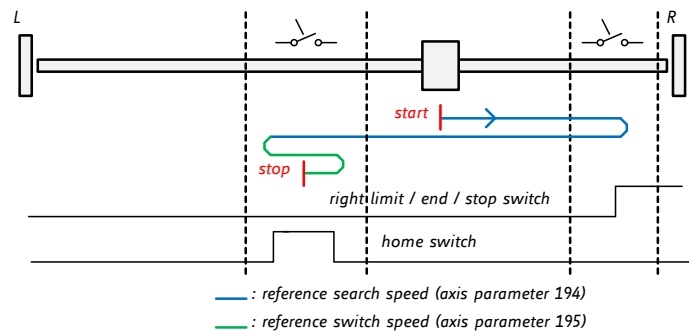 L
R
start
stop
right limit / end / stop switch
home switch
: reference search speed (axis parameter 194)
: reference switch speed (axis parameter 195)